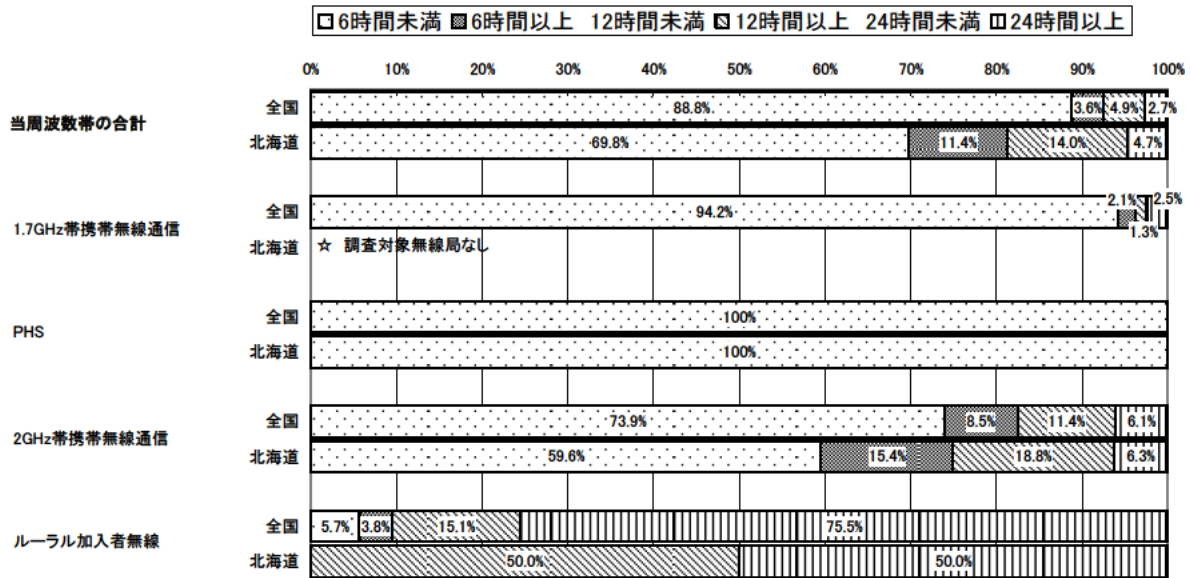 6時間未満 6時間以上 12時間未満 12時間以上 24時間未満 24時間以上
0% 10% 20% 30% 40% 50% 60% 70% 80% 90% 100%
当周波数帯の合計
全国 88.8% 3.6% 4.9% 2.7%
北海道 69.8% 11.4% 14.0% 4.7%
1.7GHz帯携帯無線通信
全国 94.2% 2.1% 1.3% 2.5%
北海道 ☆ 調査対象無線局なし
PHS
全国 100%
北海道 100%
2GHz帯携帯無線通信
全国 73.9% 8.5% 11.4% 6.1%
北海道 59.6% 15.4% 18.8% 6.3%
ルーラル加入者無線
全国 5.7% 3.8% 15.1% 75.5%
北海道 50.0% 50.0%